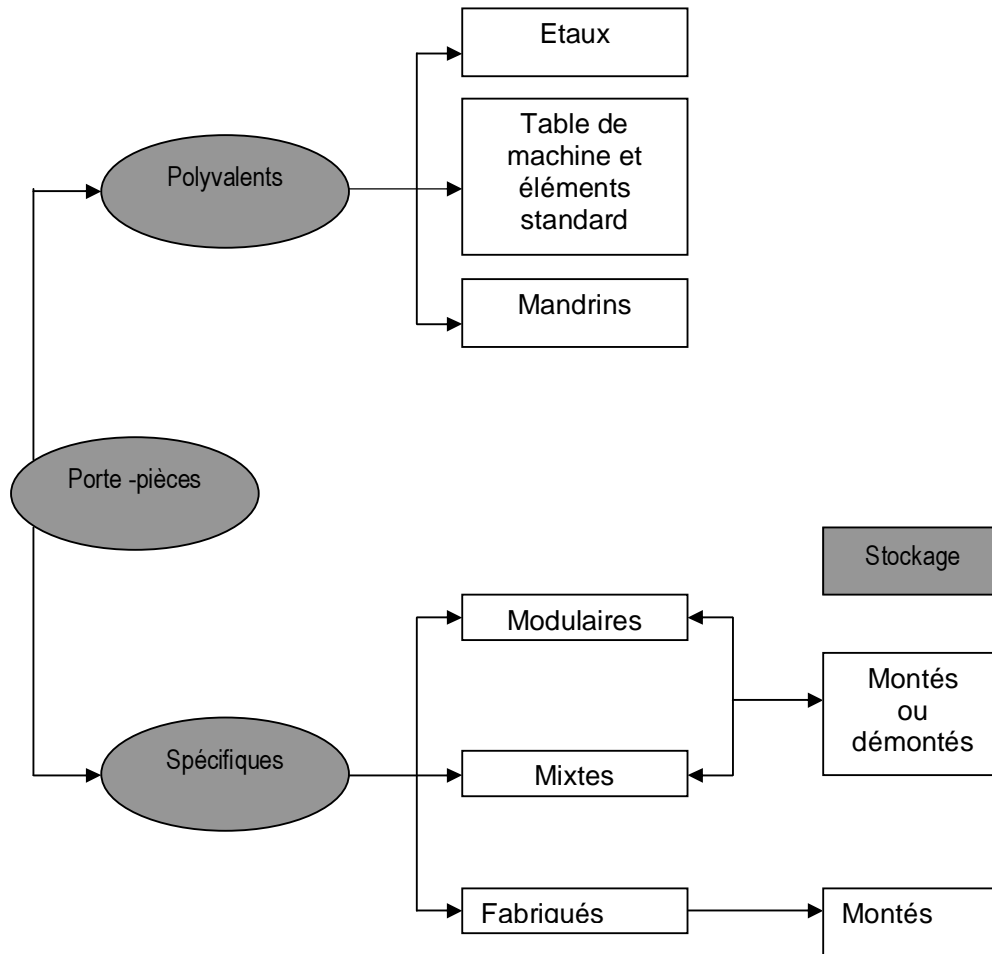 Etaux
Table de
machine et
éléments
standard
Polyvalents
Mandrins
Porte -pièces
Stockage
Modulaires
Montés
ou
démontés
Spécifiques
Mixtes
Fabriqués
Montés